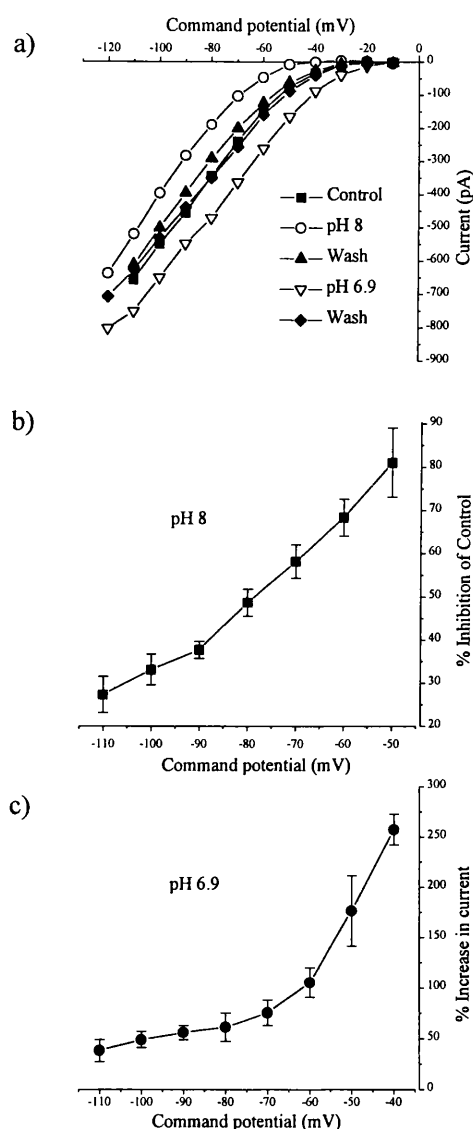 a)
Command potential (mV)
-120 -100 -80 -60 -40 -20 0
0
-100
-200
-300
-400
-500
-600
-700
-800
-900
Current (pA)
Control
pH 8
Wash
pH 6.9
Wash
b)
pH 8
90
80
70
60
50
40
30
20
% Inhibition of Control
-110 -100 -90 -80 -70 -60 -50
Command potential (mV)
c)
pH 6.9
300
250
200
150
100
50
0
% Increase in current
-110 -100 -90 -80 -70 -60 -50 -40
Command potential (mV)